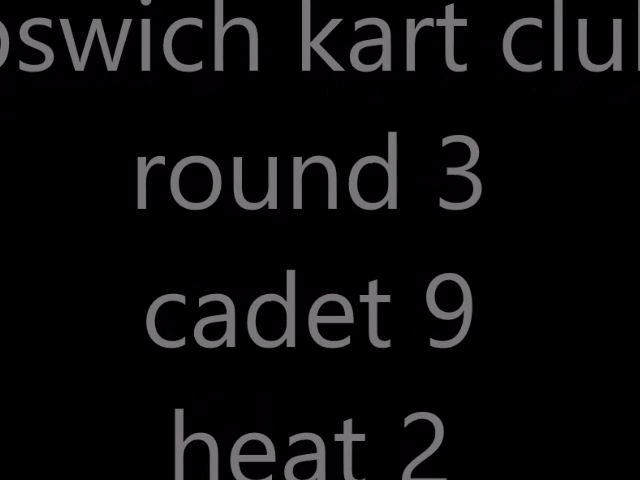 pswich kart clu
round 3
cadet 9
heat 2